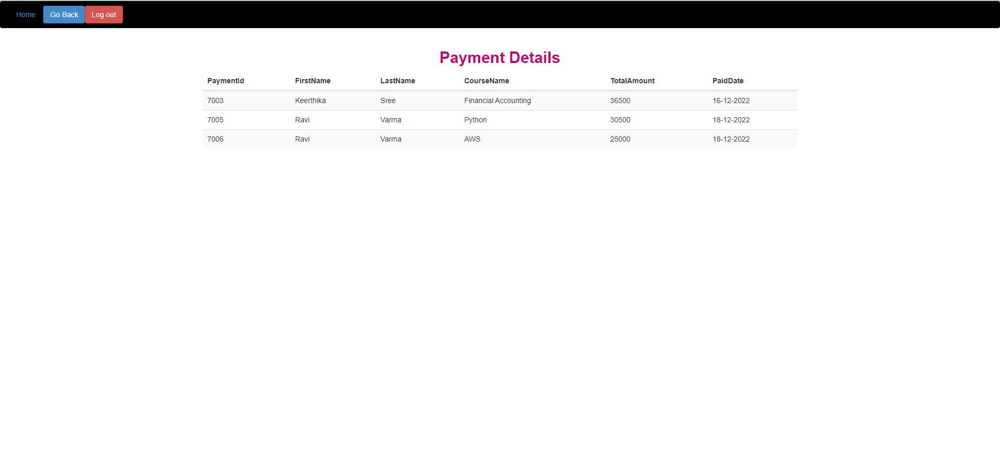 Home Go Back Log out
Payment Details
PaymentId FirstName LastName CourseName TotalAmount PaidDate
7003 Keerthika Sree Financial Accounting 36500 16-12-2022
7005 Ravi Varma Python 30500 18-12-2022
7006 Ravi Varma AWS 25000 18-12-2022